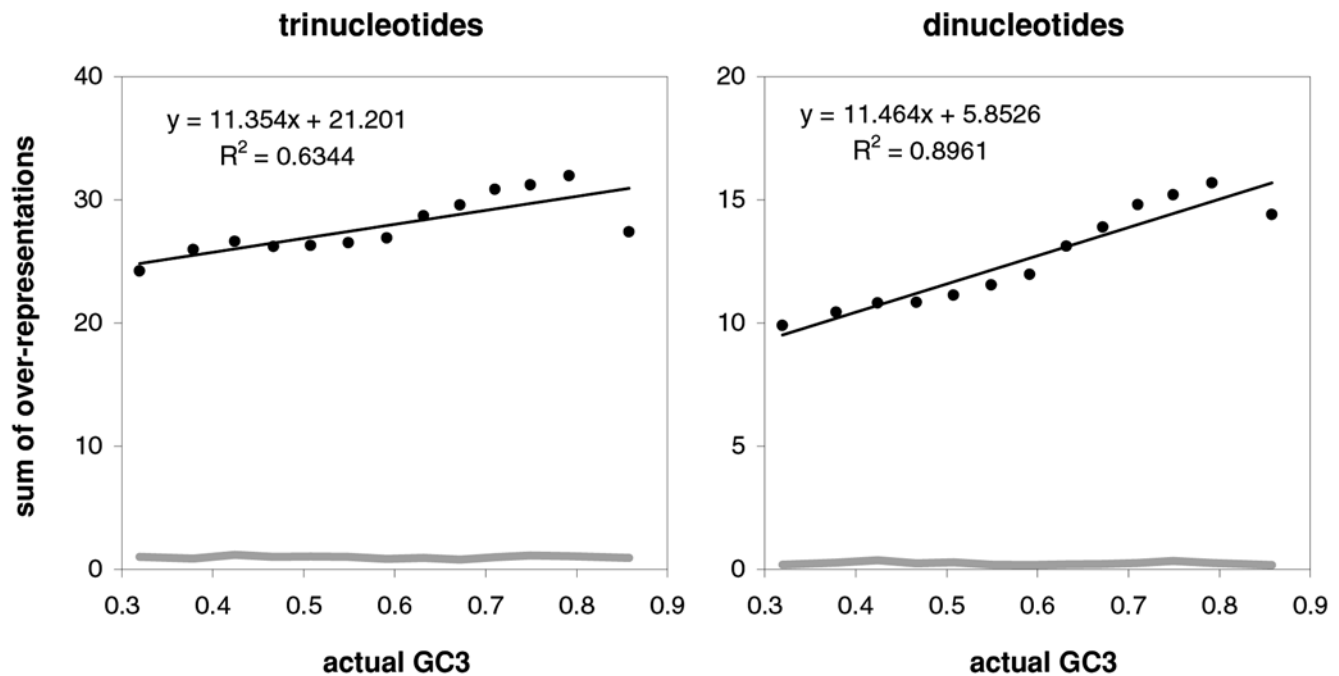 trinucleotides
y = 11.354x + 21.201
R² = 0.6344
sum of over-representations
40
30
20
10
0
0.3 0.4 0.5 0.6 0.7 0.8 0.9
actual GC3
dinucleotides
y = 11.464x + 5.8526
R² = 0.8961
20
15
10
5
0
0.3 0.4 0.5 0.6 0.7 0.8 0.9
actual GC3